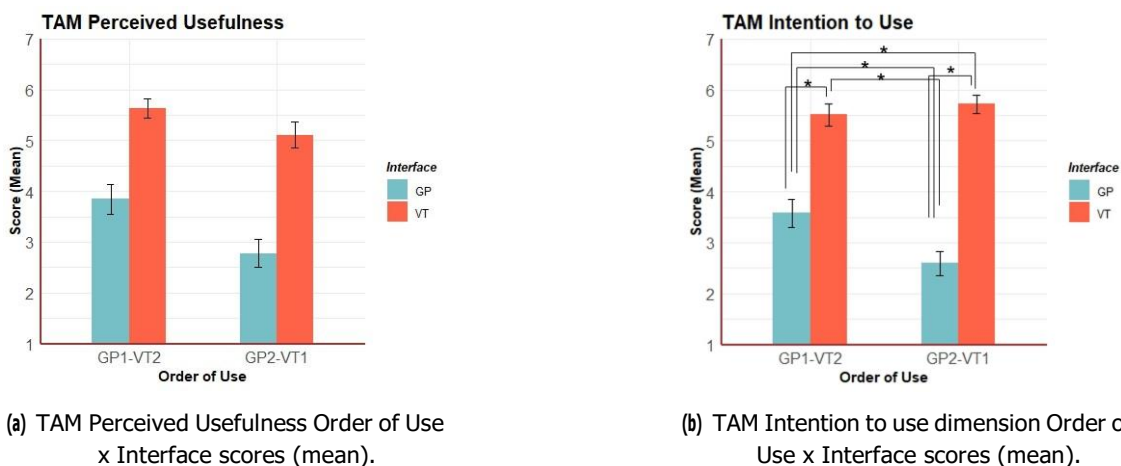 TAM Perceived Usefulness
7
6
5
4
3
2
1
Score (Mean)
GP1-VT2 GP2-VT1
Order of Use
Interface
GP
VT
(a) TAM Perceived Usefulness Order of Use
x Interface scores (mean).
TAM Intention to Use
7
6
5
4
3
2
1
Score (Mean)
* * * * *
GP1-VT2 GP2-VT1
Order of Use
Interface
GP
VT
(b) TAM Intention to use dimension Order o
Use x Interface scores (mean).